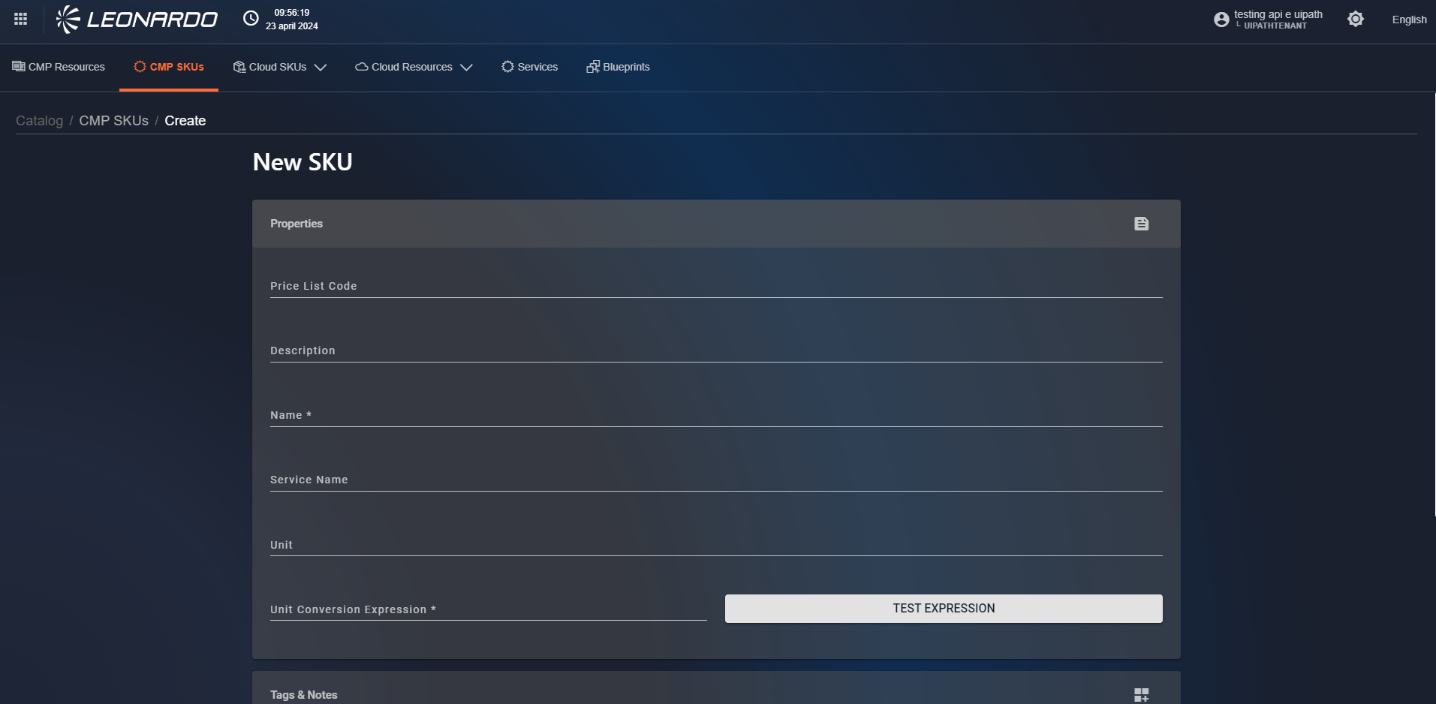 LEONARDO
09:56:19
23 april 2024
testing api e uipath
└ UIPATHTENANT
English
CMP Resources
CMP SKUs
Cloud SKUs
Cloud Resources
Services
Blueprints
Catalog / CMP SKUs / Create
New SKU
Properties
Price List Code
Description
Name *
Service Name
Unit
Unit Conversion Expression *
TEST EXPRESSION
Tags & Notes